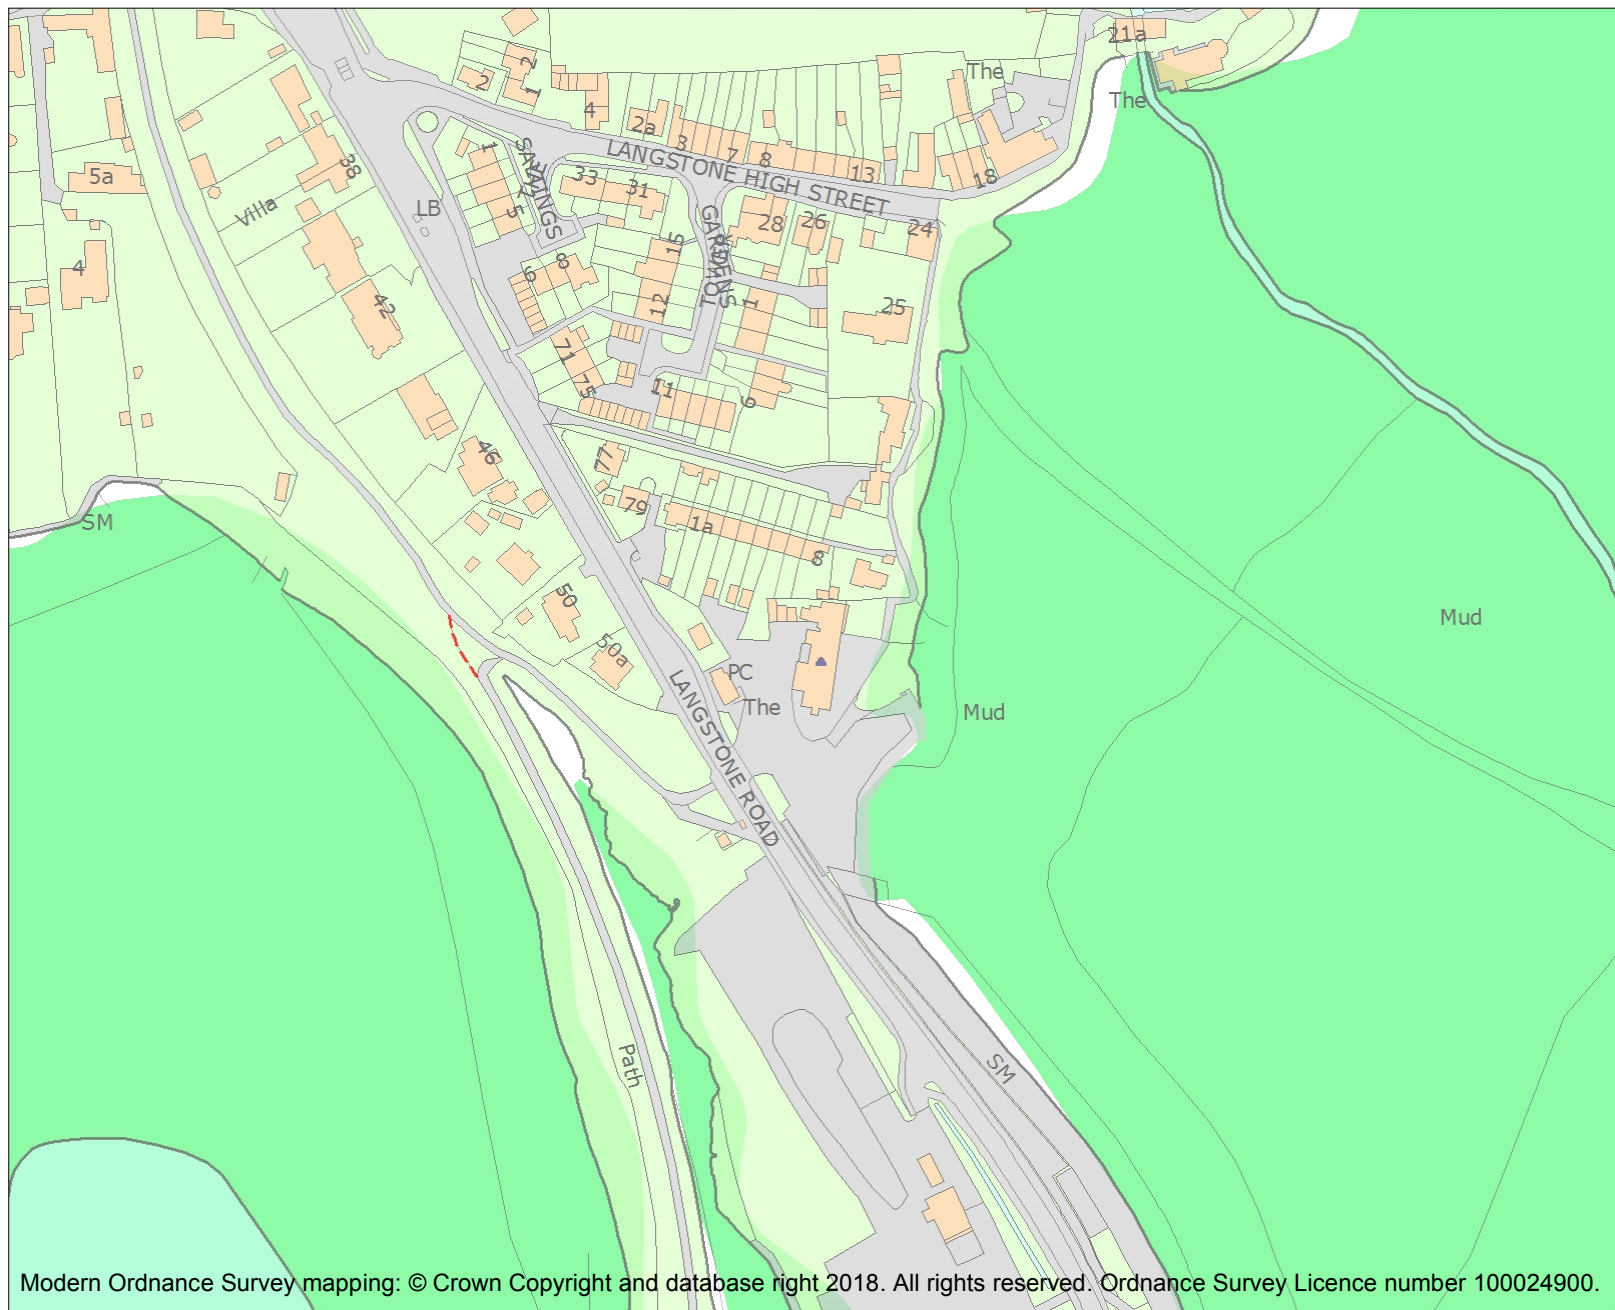 21a
The
The
2
2
1
4
2a
3
7
8
13
18
LANGSTONE HIGH STREET
38
5a
Villa
LB
1
5
33
31
28
26
24
15
GARDENS
4
42
6
8
12
1
25
71
75
11
9
46
77
79
1a
8
SM
50
50a
Mud
PC
The
Mud
LANGSTONE ROAD
Path
SM
Modern Ordnance Survey mapping: © Crown Copyright and database right 2018. All rights reserved. Ordnance Survey Licence number 100024900.